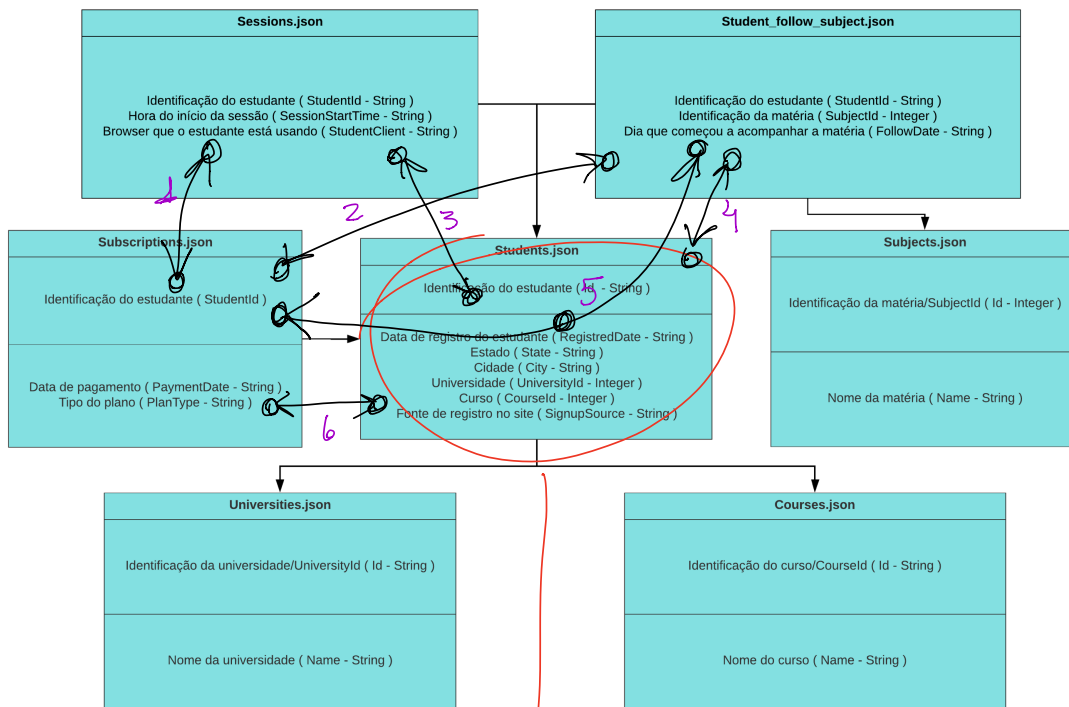 Sessions.json
Identificação do estudante ( StudentId - String )
Hora do início da sessão ( SessionStartTime - String )
Browser que o estudante está usando ( StudentClient - String )
Student_follow_subject.json
Identificação do estudante ( StudentId - String )
Identificação da matéria ( SubjectId - Integer )
Dia que começou a acompanhar a matéria ( FollowDate - String )
1
2
3
4
Subscriptions.json
Identificação do estudante ( StudentId )
Data de pagamento ( PaymentDate - String )
Tipo do plano ( PlanType - String )
6
Students.json
Identificação do estudante ( Id - String )
5
Data de registro do estudante ( RegistredDate - String )
Estado ( State - String )
Cidade ( City - String )
Universidade ( UniversityId - Integer )
Curso ( CourseId - Integer )
Fonte de registro no site ( SignupSource - String )
Subjects.json
Identificação da matéria/SubjectId ( Id - Integer )
Nome da matéria ( Name - String )
Universities.json
Identificação da universidade/UniversityId ( Id - String )
Nome da universidade ( Name - String )
Courses.json
Identificação do curso/CourseId ( Id - String )
Nome do curso ( Name - String )